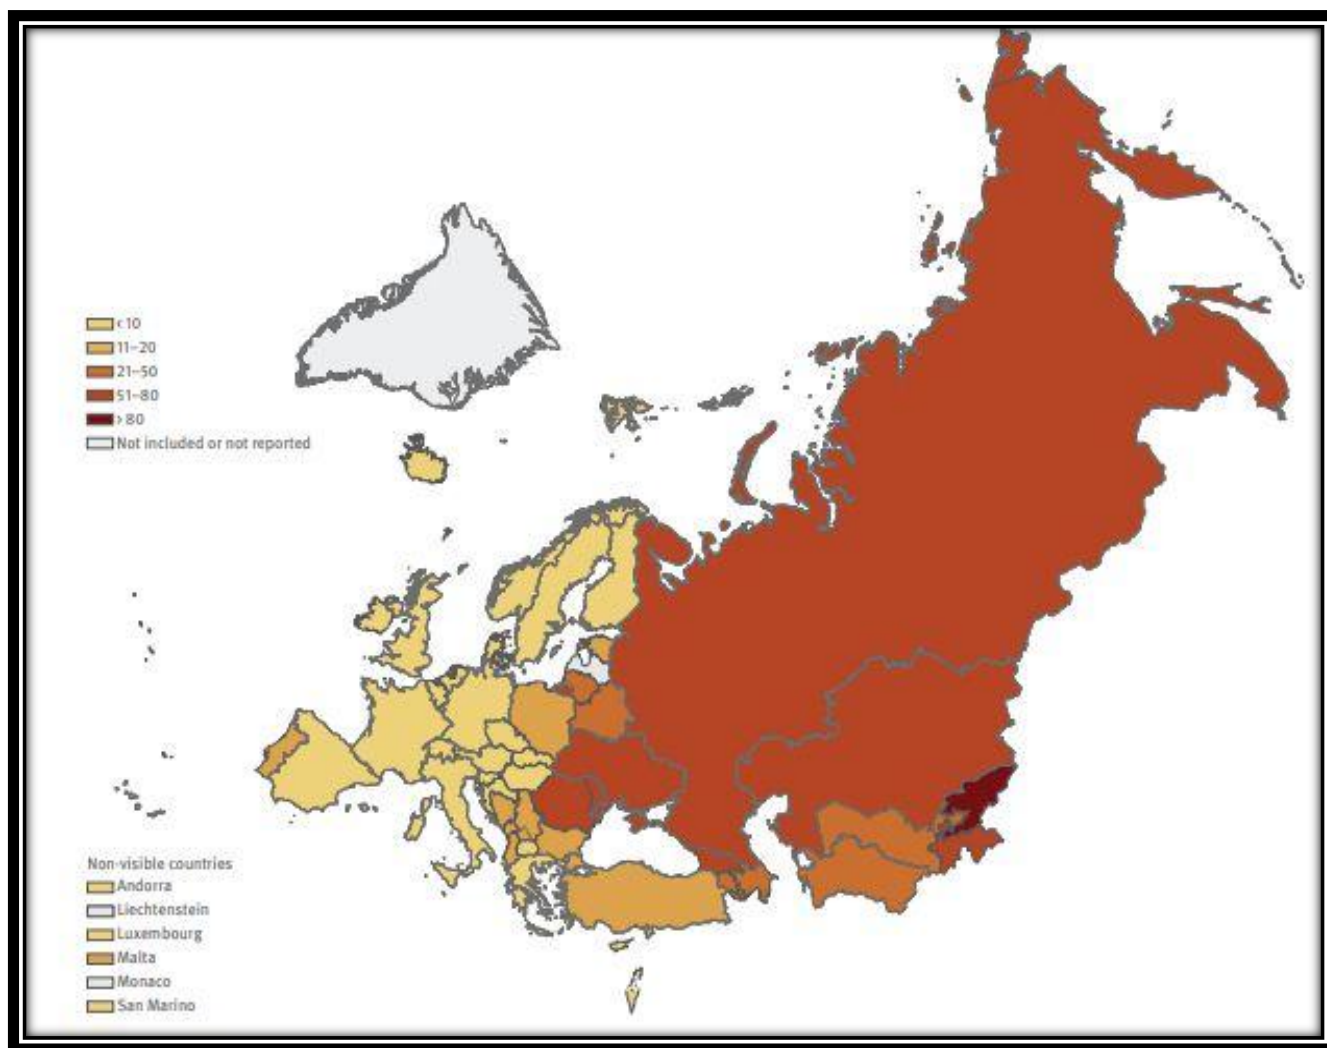 <10
11–20
21–50
51–80
>80
Not included or not reported
Non-visible countries
Andorra
Liechtenstein
Luxembourg
Malta
Monaco
San Marino